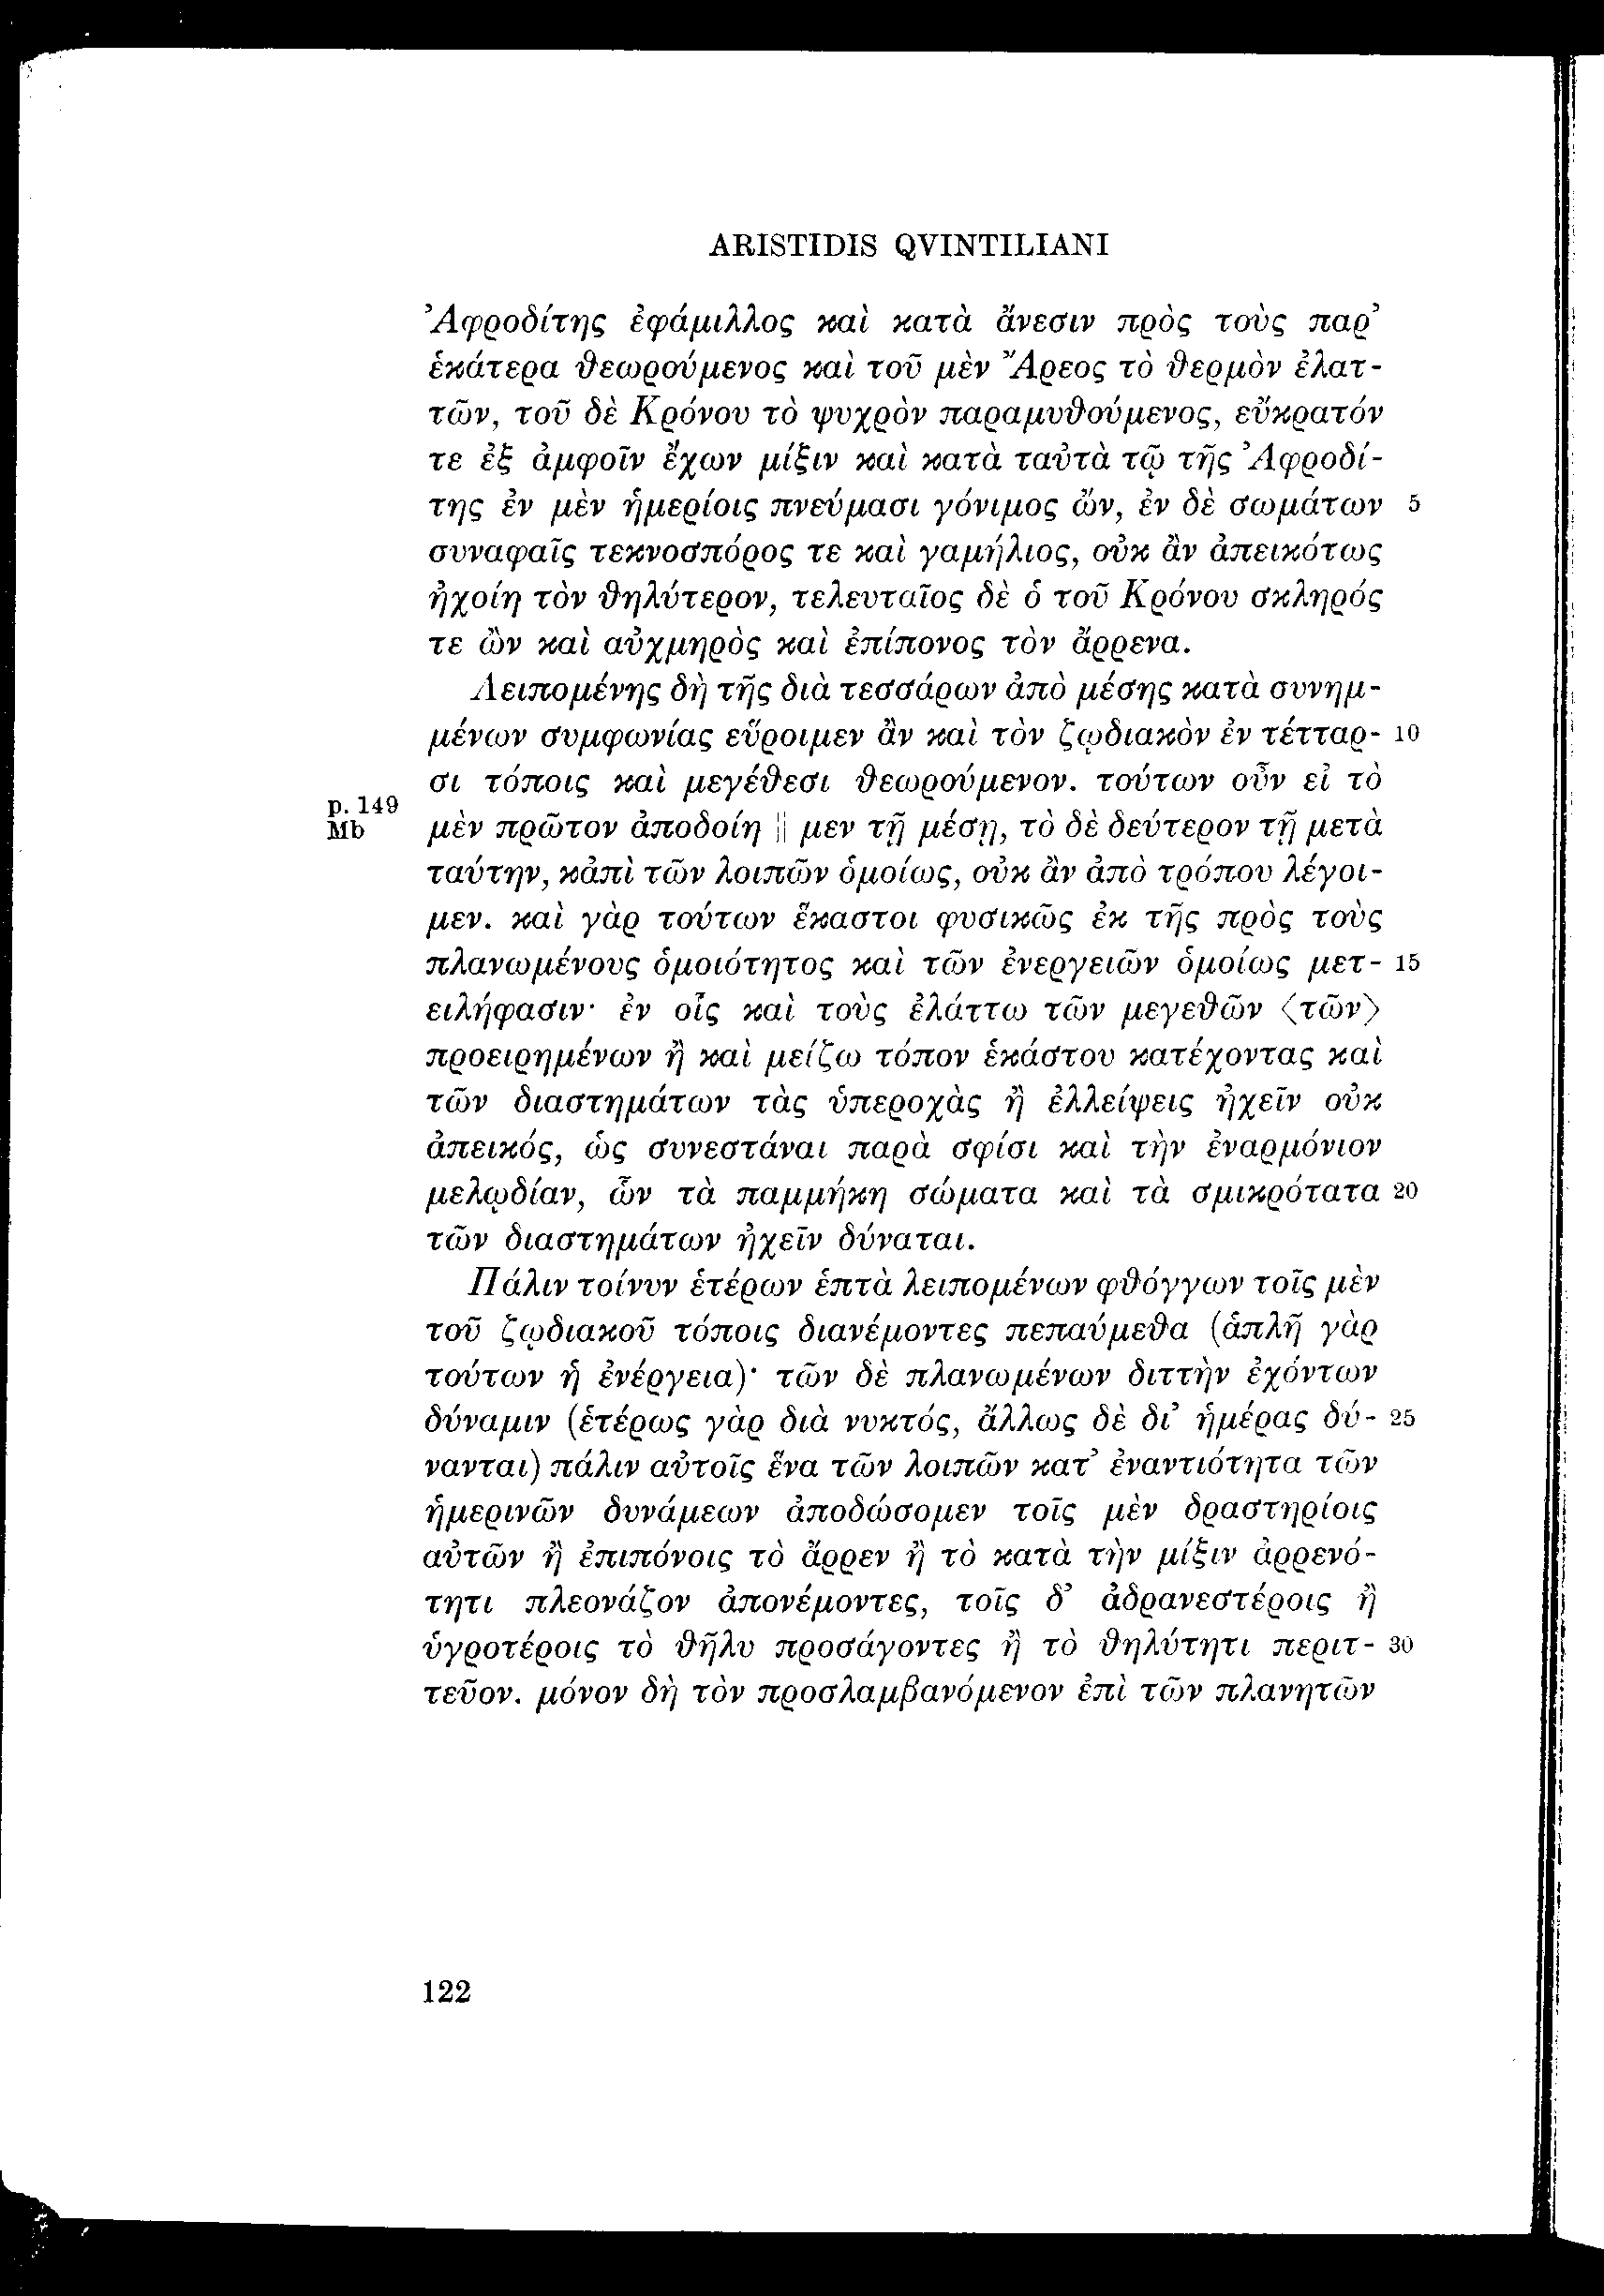 ARISTIDIS QVINTILIANI
Ἀφροδίτης ἐφάμιλλος καὶ κατὰ ἄνεσιν πρὸς τοὺς παρ’
ἑκάτερα θεωρούμενος καὶ τοῦ μὲν Ἄρεος τὸ θερμὸν ἐλατ-
τῶν, τοῦ δὲ Κρόνου τὸ ψυχρὸν παραμυθούμενος, εὔκρατόν
τε ἐξ ἀμφοῖν ἔχων μίξιν καὶ κατὰ ταὐτὰ τῷ τῆς Ἀφροδί-
της ἐν μὲν ἡμερίοις πνεύμασι γόνιμος ὤν, ἐν δὲ σωμάτων 5
συναφαῖς τεκνοσπόρος τε καὶ γαμήλιος, οὐκ ἂν ἀπεικότως
ἠχοίη τὸν θηλύτερον, τελευταῖος δὲ ὁ τοῦ Κρόνου σκληρός
τε ὢν καὶ αὐχμηρὸς καὶ ἐπίπονος τὸν ἄρρενα.
Λειπομένης δὴ τῆς διὰ τεσσάρων ἀπὸ μέσης κατὰ συνημ-
μένων συμφωνίας εὕροιμεν ἂν καὶ τὸν ζῳδιακὸν ἐν τέτταρ- 10
σι τόποις καὶ μεγέθεσι θεωρούμενον. τούτων οὖν εἰ τὸ
p. 149
Mb μὲν πρῶτον ἀποδοίη || μεν τῇ μέσῃ, τὸ δὲ δεύτερον τῇ μετὰ
ταύτην, κἀπὶ τῶν λοιπῶν ὁμοίως, οὐκ ἂν ἀπὸ τρόπου λέγοι-
μεν. καὶ γὰρ τούτων ἕκαστοι φυσικῶς ἐκ τῆς πρὸς τοὺς
πλανωμένους ὁμοιότητος καὶ τῶν ἐνεργειῶν ὁμοίως μετ- 15
ειλήφασιν· ἐν οἷς καὶ τοὺς ἐλάττω τῶν μεγεθῶν ⟨τῶν⟩
προειρημένων ἢ καὶ μείζω τόπον ἑκάστου κατέχοντας καὶ
τῶν διαστημάτων τὰς ὑπεροχὰς ἢ ἐλλείψεις ἠχεῖν οὐκ
ἀπεικός, ὡς συνεστάναι παρὰ σφίσι καὶ τὴν ἐναρμόνιον
μελῳδίαν, ὧν τὰ παμμήκη σώματα καὶ τὰ σμικρότατα 20
τῶν διαστημάτων ἠχεῖν δύναται.
Πάλιν τοίνυν ἑτέρων ἑπτὰ λειπομένων φθόγγων τοῖς μὲν
τοῦ ζῳδιακοῦ τόποις διανέμοντες πεπαύμεθα (ἁπλῆ γὰρ
τούτων ἡ ἐνέργεια)· τῶν δὲ πλανωμένων διττὴν ἐχόντων
δύναμιν (ἑτέρως γὰρ διὰ νυκτός, ἄλλως δὲ δι’ ἡμέρας δύ- 25
νανται) πάλιν αὐτοῖς ἕνα τῶν λοιπῶν κατ’ ἐναντιότητα τῶν
ἡμερινῶν δυνάμεων ἀποδώσομεν τοῖς μὲν δραστηρίοις
αὐτῶν ἢ ἐπιπόνοις τὸ ἄρρεν ἢ τὸ κατὰ τὴν μίξιν ἀρρενό-
τητι πλεονάζον ἀπονέμοντες, τοῖς δ’ ἀδρανεστέροις ἢ
ὑγροτέροις τὸ θῆλυ προσάγοντες ἢ τὸ θηλύτητι περιτ- 30
τεῦον. μόνον δὴ τὸν προσλαμβανόμενον ἐπὶ τῶν πλανητῶν
122